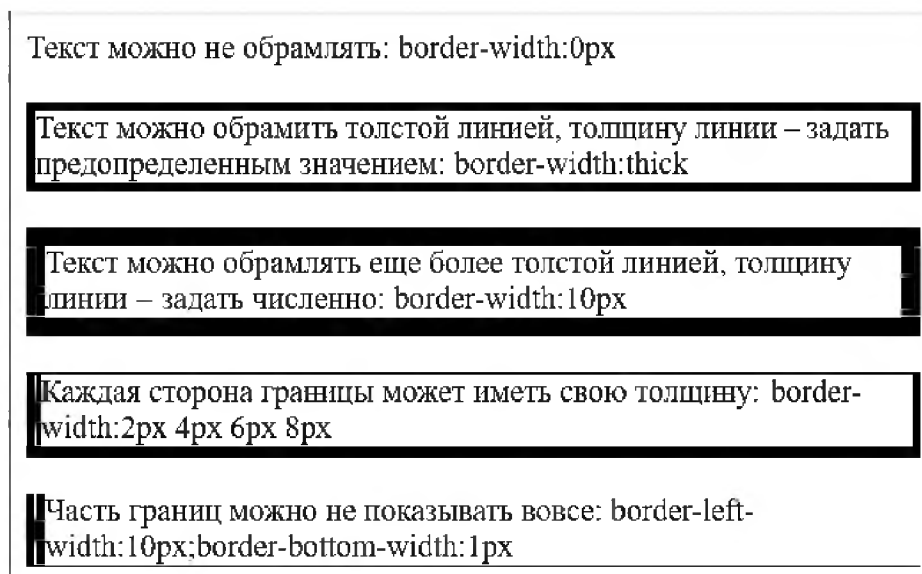 Текст можно не обрамлять: border-width:0px
Текст можно обрамить толстой линией, толщину линии – задать
предопределенным значением: border-width:thick
Текст можно обрамлять еще более толстой линией, толщину
линии – задать численно: border-width:10px
Каждая сторона границы может иметь свою толщину: border-
width:2px 4px 6px 8px
Часть границ можно не показывать вовсе: border-left-
width:10px;border-bottom-width:1px